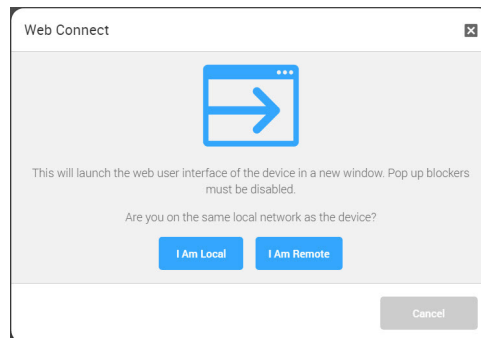 Web Connect
This will launch the web user interface of the device in a new window. Pop up blockers
must be disabled.
Are you on the same local network as the device?
I Am Local
I Am Remote
Cancel